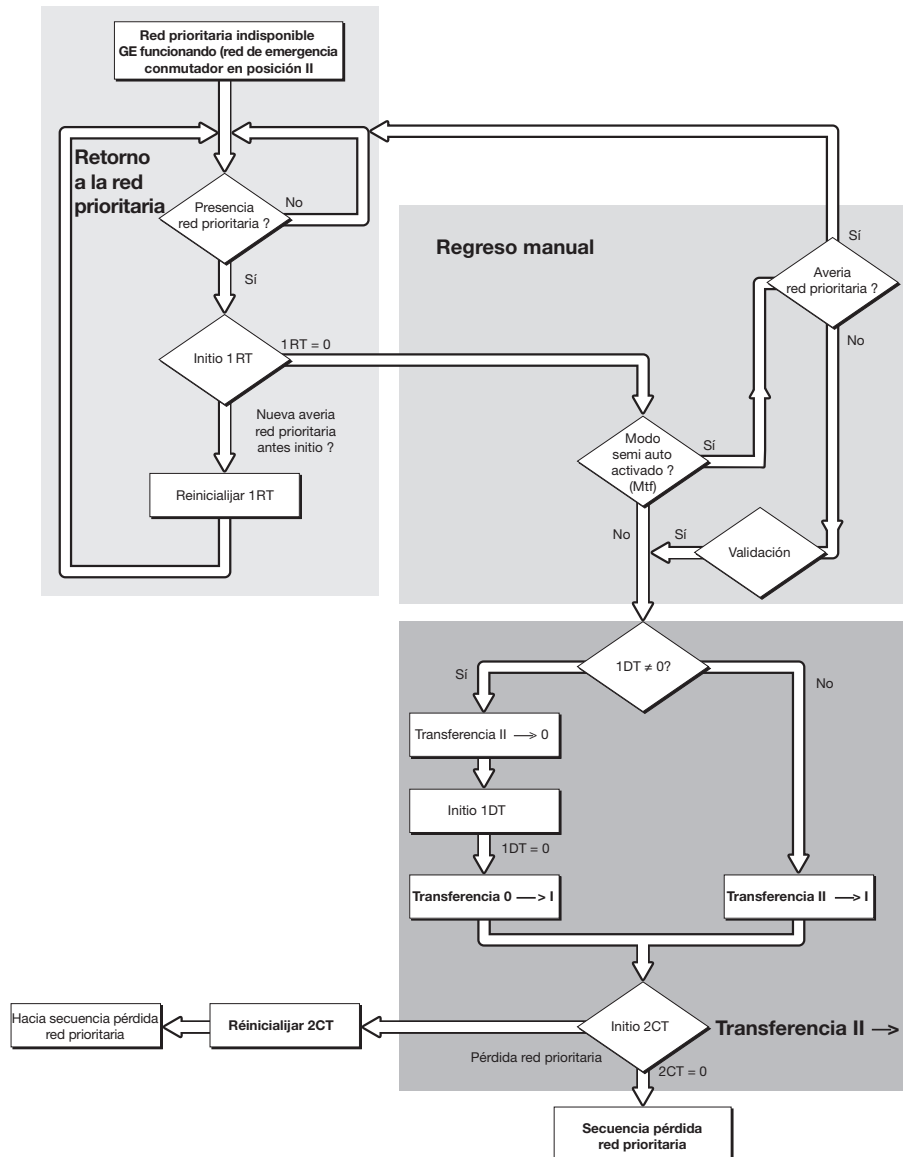 Red prioritaria indisponible
GE funcionando (red de emergencia
conmutador en posición II
Retorno
a la red
prioritaria
Presencia
red prioritaria ?
No
Sí
Initio 1RT
1RT = 0
Nueva averia
red prioritaria
antes initio ?
Reinicialijar 1RT
Regreso manual
Sí
Averia
red prioritaria ?
No
Modo
semi auto
activado ?
(Mtf)
Sí
No
Sí
Validación
1DT ≠ 0?
Sí
No
Transferencia II —> 0
Initio 1DT
1DT = 0
Transferencia 0 —> I
Transferencia II —> I
Initio 2CT
Transferencia II —>
Pérdida red prioritaria
2CT = 0
Réinicialijar 2CT
Hacia secuencia pérdida
red prioritaria
Secuencia pérdida
red prioritaria